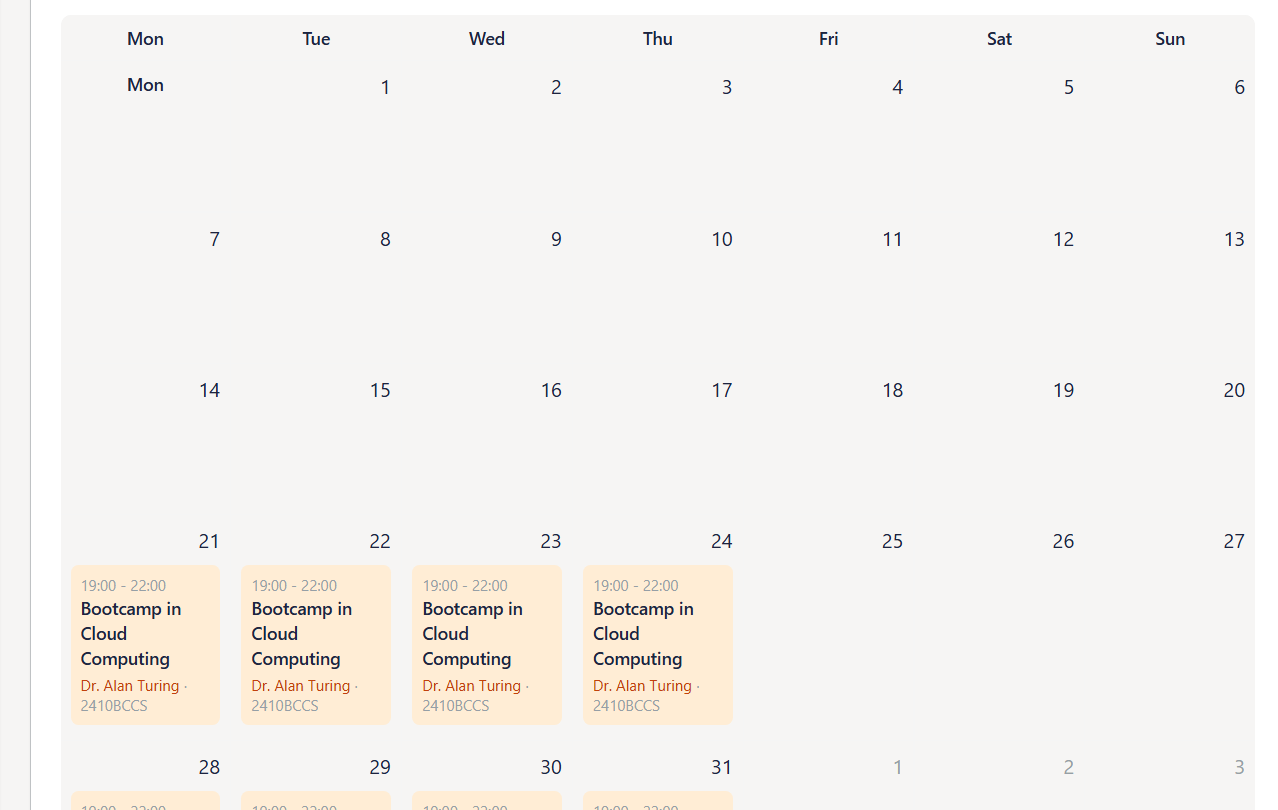 Mon Tue Wed Thu Fri Sat Sun
Mon 1 2 3 4 5 6
7 8 9 10 11 12 13
14 15 16 17 18 19 20
21 22 23 24 25 26 27
19:00 - 22:00
Bootcamp in
Cloud
Computing
Dr. Alan Turing ·
2410BCCS
19:00 - 22:00
Bootcamp in
Cloud
Computing
Dr. Alan Turing ·
2410BCCS
19:00 - 22:00
Bootcamp in
Cloud
Computing
Dr. Alan Turing ·
2410BCCS
19:00 - 22:00
Bootcamp in
Cloud
Computing
Dr. Alan Turing ·
2410BCCS
28 29 30 31 1 2 3